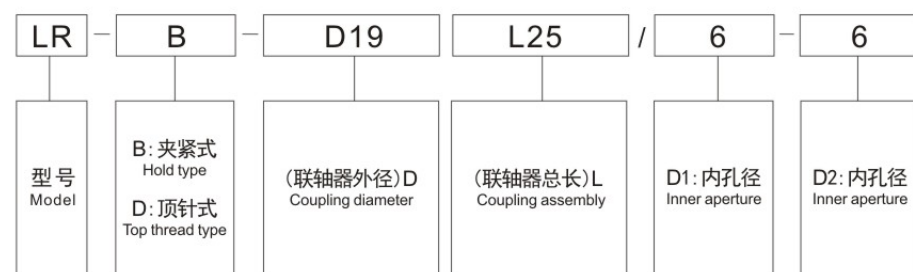 LR - B - D19 L25 / 6 - 6
型号
Model
B: 夹紧式
Hold type
D: 顶针式
Top thread type
(联轴器外径)D
Coupling diameter
(联轴器总长)L
Coupling assembly
D1: 内孔径
Inner aperture
D2: 内孔径
Inner aperture